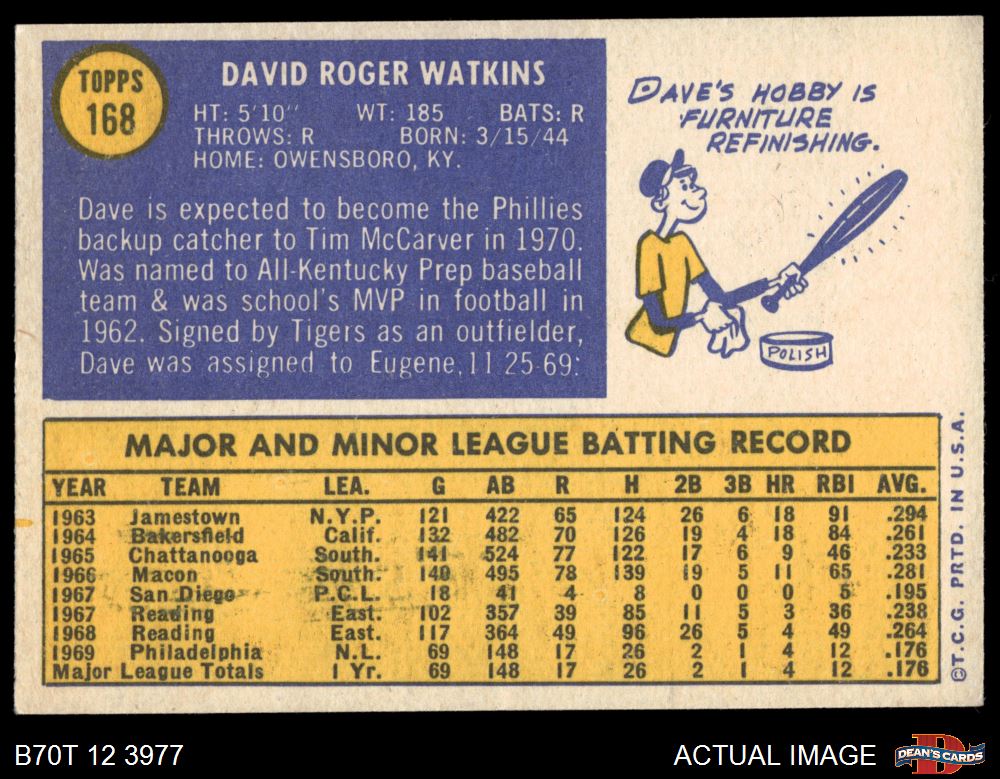 TOPPS
168
DAVID ROGER WATKINS
HT: 5'10" WT: 185 BATS: R
THROWS: R BORN: 3/15/44
HOME: OWENSBORO, KY.
Dave is expected to become the Phillies
backup catcher to Tim McCarver in 1970.
Was named to All-Kentucky Prep baseball
team & was school's MVP in football in
1962. Signed by Tigers as an outfielder,
Dave was assigned to Eugene, 11 25-69:
DAVE'S HOBBY IS
FURNITURE
REFINISHING.
POLISH
MAJOR AND MINOR LEAGUE BATTING RECORD
YEAR TEAM LEA. G AB R H 2B 3B HR RBI AVG.
1963 Jamestown N.Y.P. 121 422 65 124 26 6 18 91 .294
1964 Bakersfield Calif. 132 482 70 126 19 4 18 84 .261
1965 Chattanooga South. 141 524 77 122 17 6 9 46 .233
1966 Macon South. 140 495 78 139 19 5 11 65 .281
1967 San Diego P.C.L. 18 41 4 8 0 0 0 5 .195
1967 Reading East. 102 357 39 85 11 5 3 36 .238
1968 Reading East. 117 364 49 96 26 5 4 49 .264
1969 Philadelphia N.L. 69 148 17 26 2 1 4 12 .176
Major League Totals 1 Yr. 69 148 17 26 2 1 4 12 .176
©T.C.G. PRTD. IN U.S.A.
B70T 12 3977
ACTUAL IMAGE
D
DEAN'S CARDS